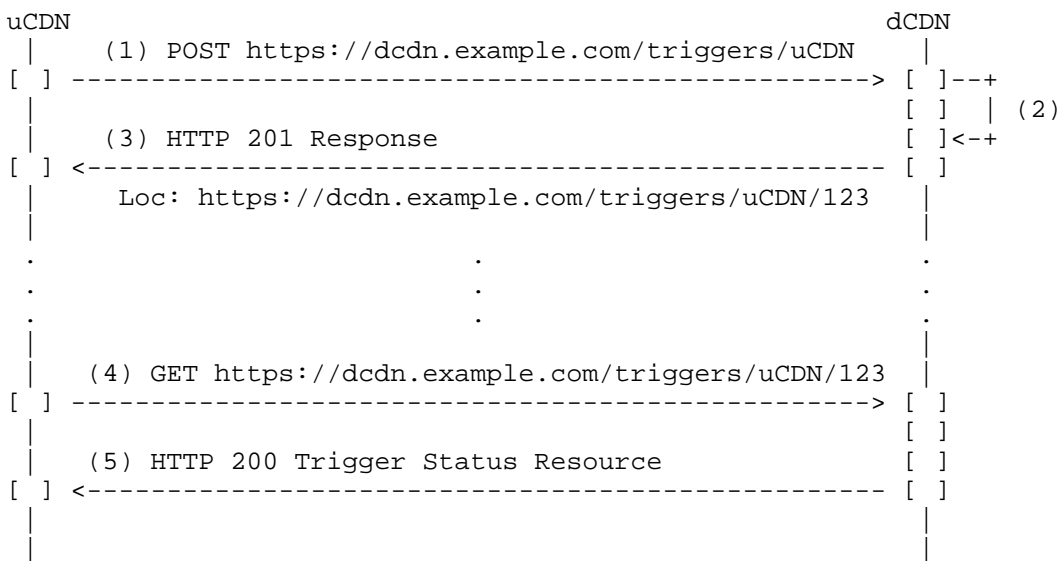 uCDN dCDN
(1) POST https://dcdn.example.com/triggers/uCDN
[ ] --------------------------------------------------> [ ]--+
[ ] | (2)
(3) HTTP 201 Response [ ]<-+
[ ] <-------------------------------------------------- [ ]
Loc: https://dcdn.example.com/triggers/uCDN/123
. . .
. . .
. . .
(4) GET https://dcdn.example.com/triggers/uCDN/123
[ ] --------------------------------------------------> [ ]
[ ]
(5) HTTP 200 Trigger Status Resource [ ]
[ ] <-------------------------------------------------- [ ]